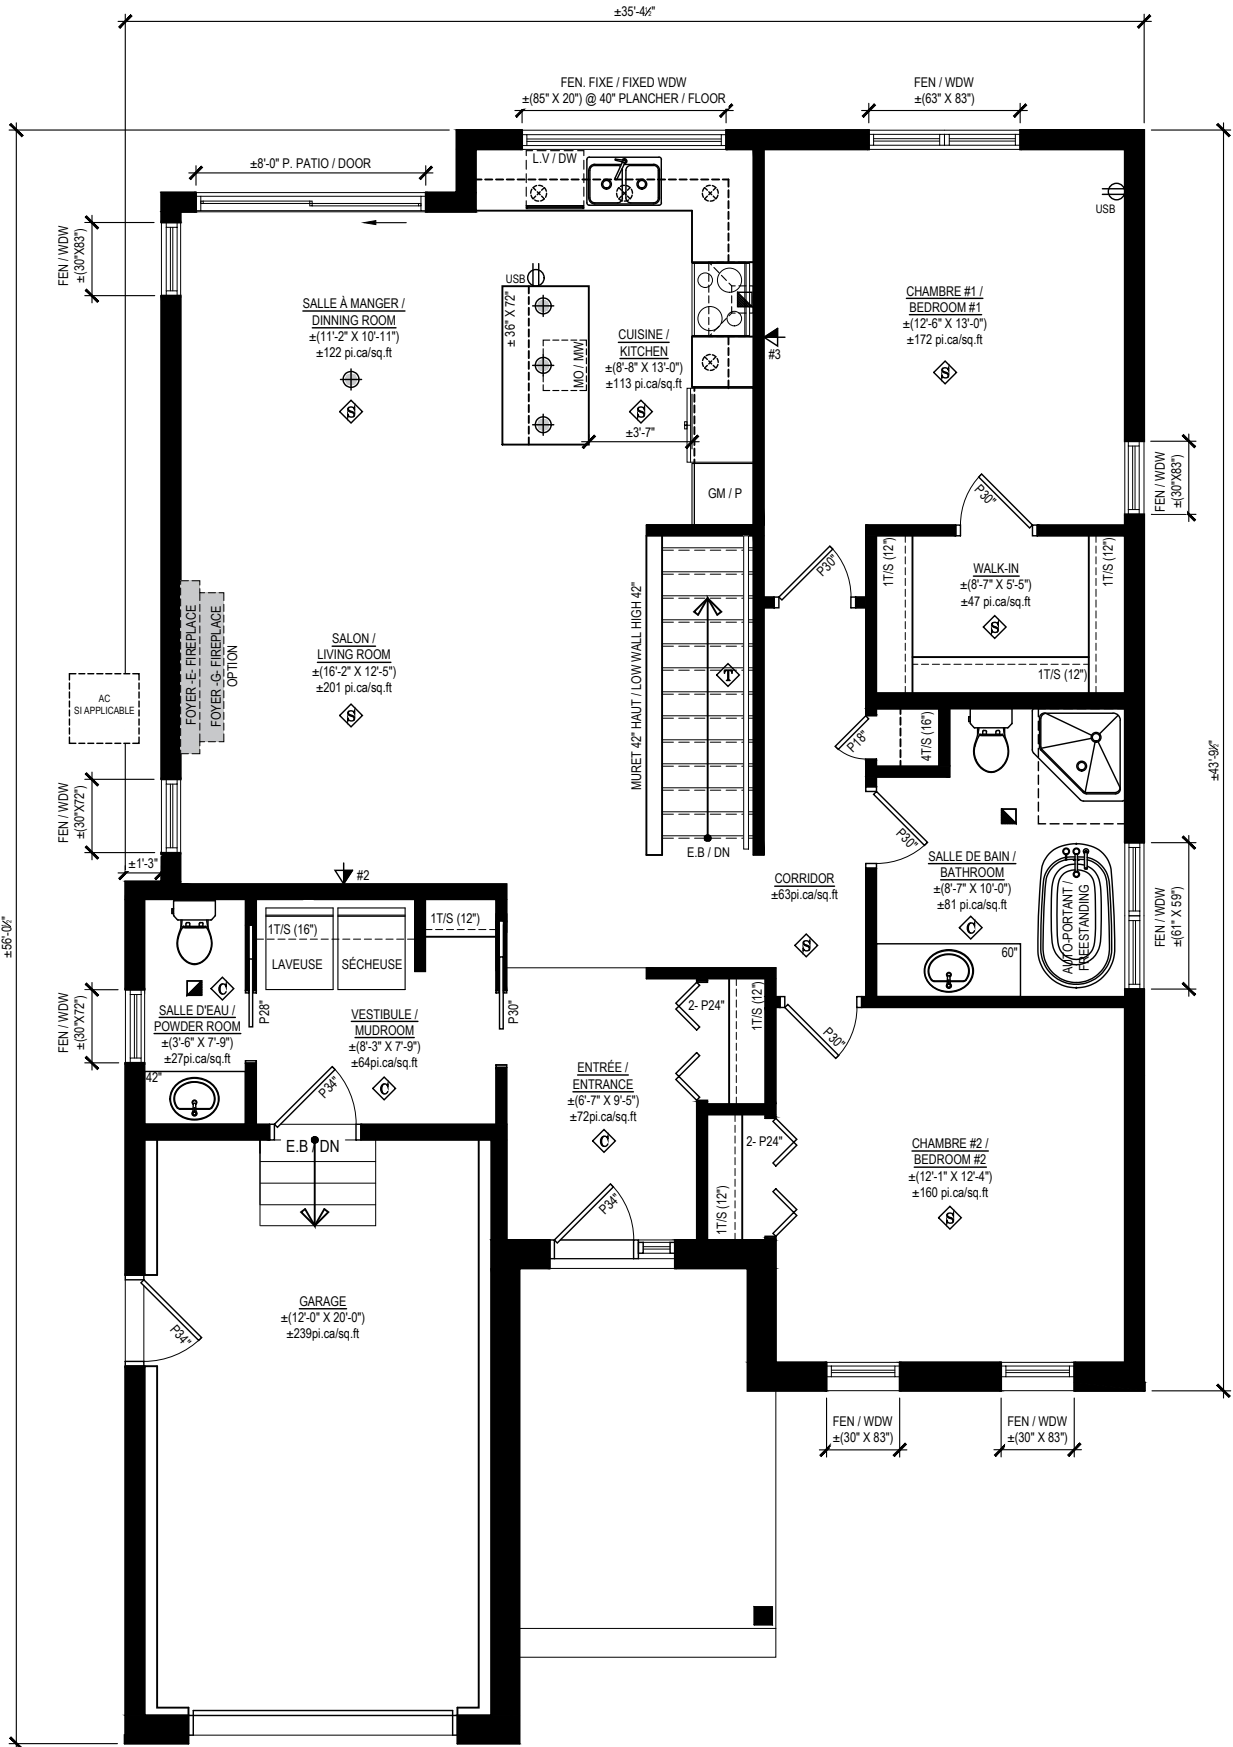 ±35'-4½"
FEN. FIXE / FIXED WDW
±(85" X 20") @ 40" PLANCHER / FLOOR
FEN / WDW
±(63" X 83")
±8'-0" P. PATIO / DOOR
L.V / DW
USB
FEN / WDW
±(30"X83")
USB
± 36" X 72"
MO / MW
SALLE À MANGER /
DINNING ROOM
±(11'-2" X 10'-11")
±122 pi.ca/sq.ft
S
CUISINE /
KITCHEN
±(8'-8" X 13'-0")
±113 pi.ca/sq.ft
S
±3'-7"
#3
GM / P
CHAMBRE #1 /
BEDROOM #1
±(12'-6" X 13'-0")
±172 pi.ca/sq.ft
S
FEN / WDW
±(30"X83")
P30"
P30"
1T/S (12")
WALK-IN
±(8'-7" X 5'-5")
±47 pi.ca/sq.ft
S
1T/S (12")
1T/S (12")
MURET 42" HAUT / LOW WALL HIGH 42"
T
E.B / DN
FOYER -E- FIREPLACE
FOYER -G- FIREPLACE
OPTION
SALON /
LIVING ROOM
±(16'-2" X 12'-5")
±201 pi.ca/sq.ft
S
AC
SI APPLICABLE
FEN / WDW
±(30"X72")
±1'-3"
#2
P18"
4T/S (16")
P30"
SALLE DE BAIN /
BATHROOM
±(8'-7" X 10'-0")
±81 pi.ca/sq.ft
C
60"
AUTO-PORTANT /
FREESTANDING
FEN / WDW
±(61" X 59")
±43'-9½"
±56'-0½"
CORRIDOR
±63pi.ca/sq.ft
S
1T/S (16")
LAVEUSE
SÉCHEUSE
1T/S (12")
FEN / WDW
±(30"X72")
C
SALLE D'EAU /
POWDER ROOM
±(3'-6" X 7'-9")
±27pi.ca/sq.ft
42"
P28"
VESTIBULE /
MUDROOM
±(8'-3" X 7'-9")
±64pi.ca/sq.ft
C
P34"
P30"
2- P24"
1T/S (12")
P30"
ENTRÉE /
ENTRANCE
±(6'-7" X 9'-5")
±72pi.ca/sq.ft
C
2- P24"
1T/S (12")
P34"
E.B / DN
CHAMBRE #2 /
BEDROOM #2
±(12'-1" X 12'-4")
±160 pi.ca/sq.ft
S
GARAGE
±(12'-0" X 20'-0")
±239pi.ca/sq.ft
P34"
FEN / WDW
±(30" X 83")
FEN / WDW
±(30" X 83")